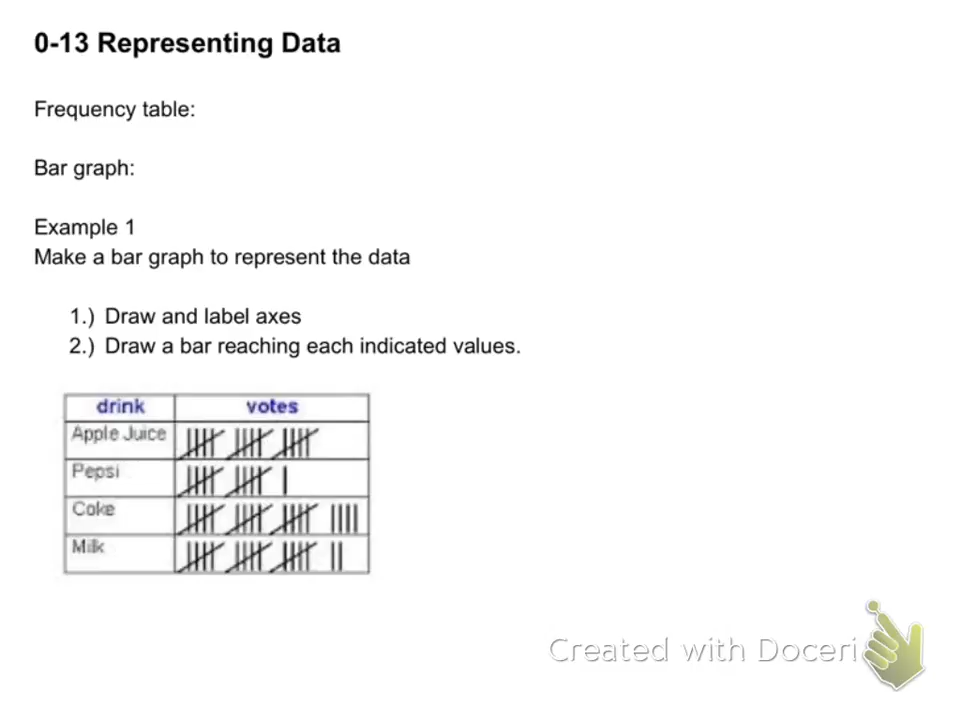 0-13 Representing Data
Frequency table:
Bar graph:
Example 1
Make a bar graph to represent the data
1.) Draw and label axes
2.) Draw a bar reaching each indicated values.
drink votes
Apple Juice
Pepsi
Coke
Milk
Created with Doceri